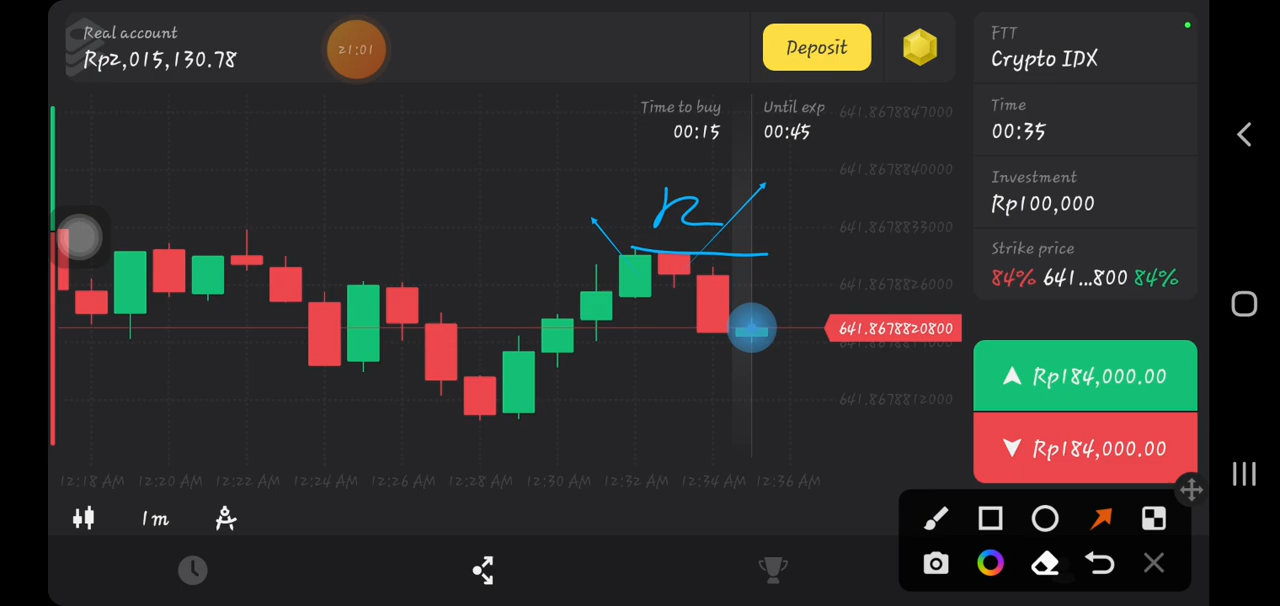 Real account
Rp2,015,130.78
21:01
Deposit
FTT
Crypto IDX
Time to buy
00:15
Until exp
00:45
641.8678847000
641.8678840000
641.8678833000
641.8678826000
641.8678820800
641.8678812000
Time
00:35
Investment
Rp100,000
Strike price
84% 641...800 84%
Rp184,000.00
Rp184,000.00
12:18 AM 12:20 AM 12:22 AM 12:24 AM 12:26 AM 12:28 AM 12:30 AM 12:32 AM 12:34 AM 12:36 AM
1m